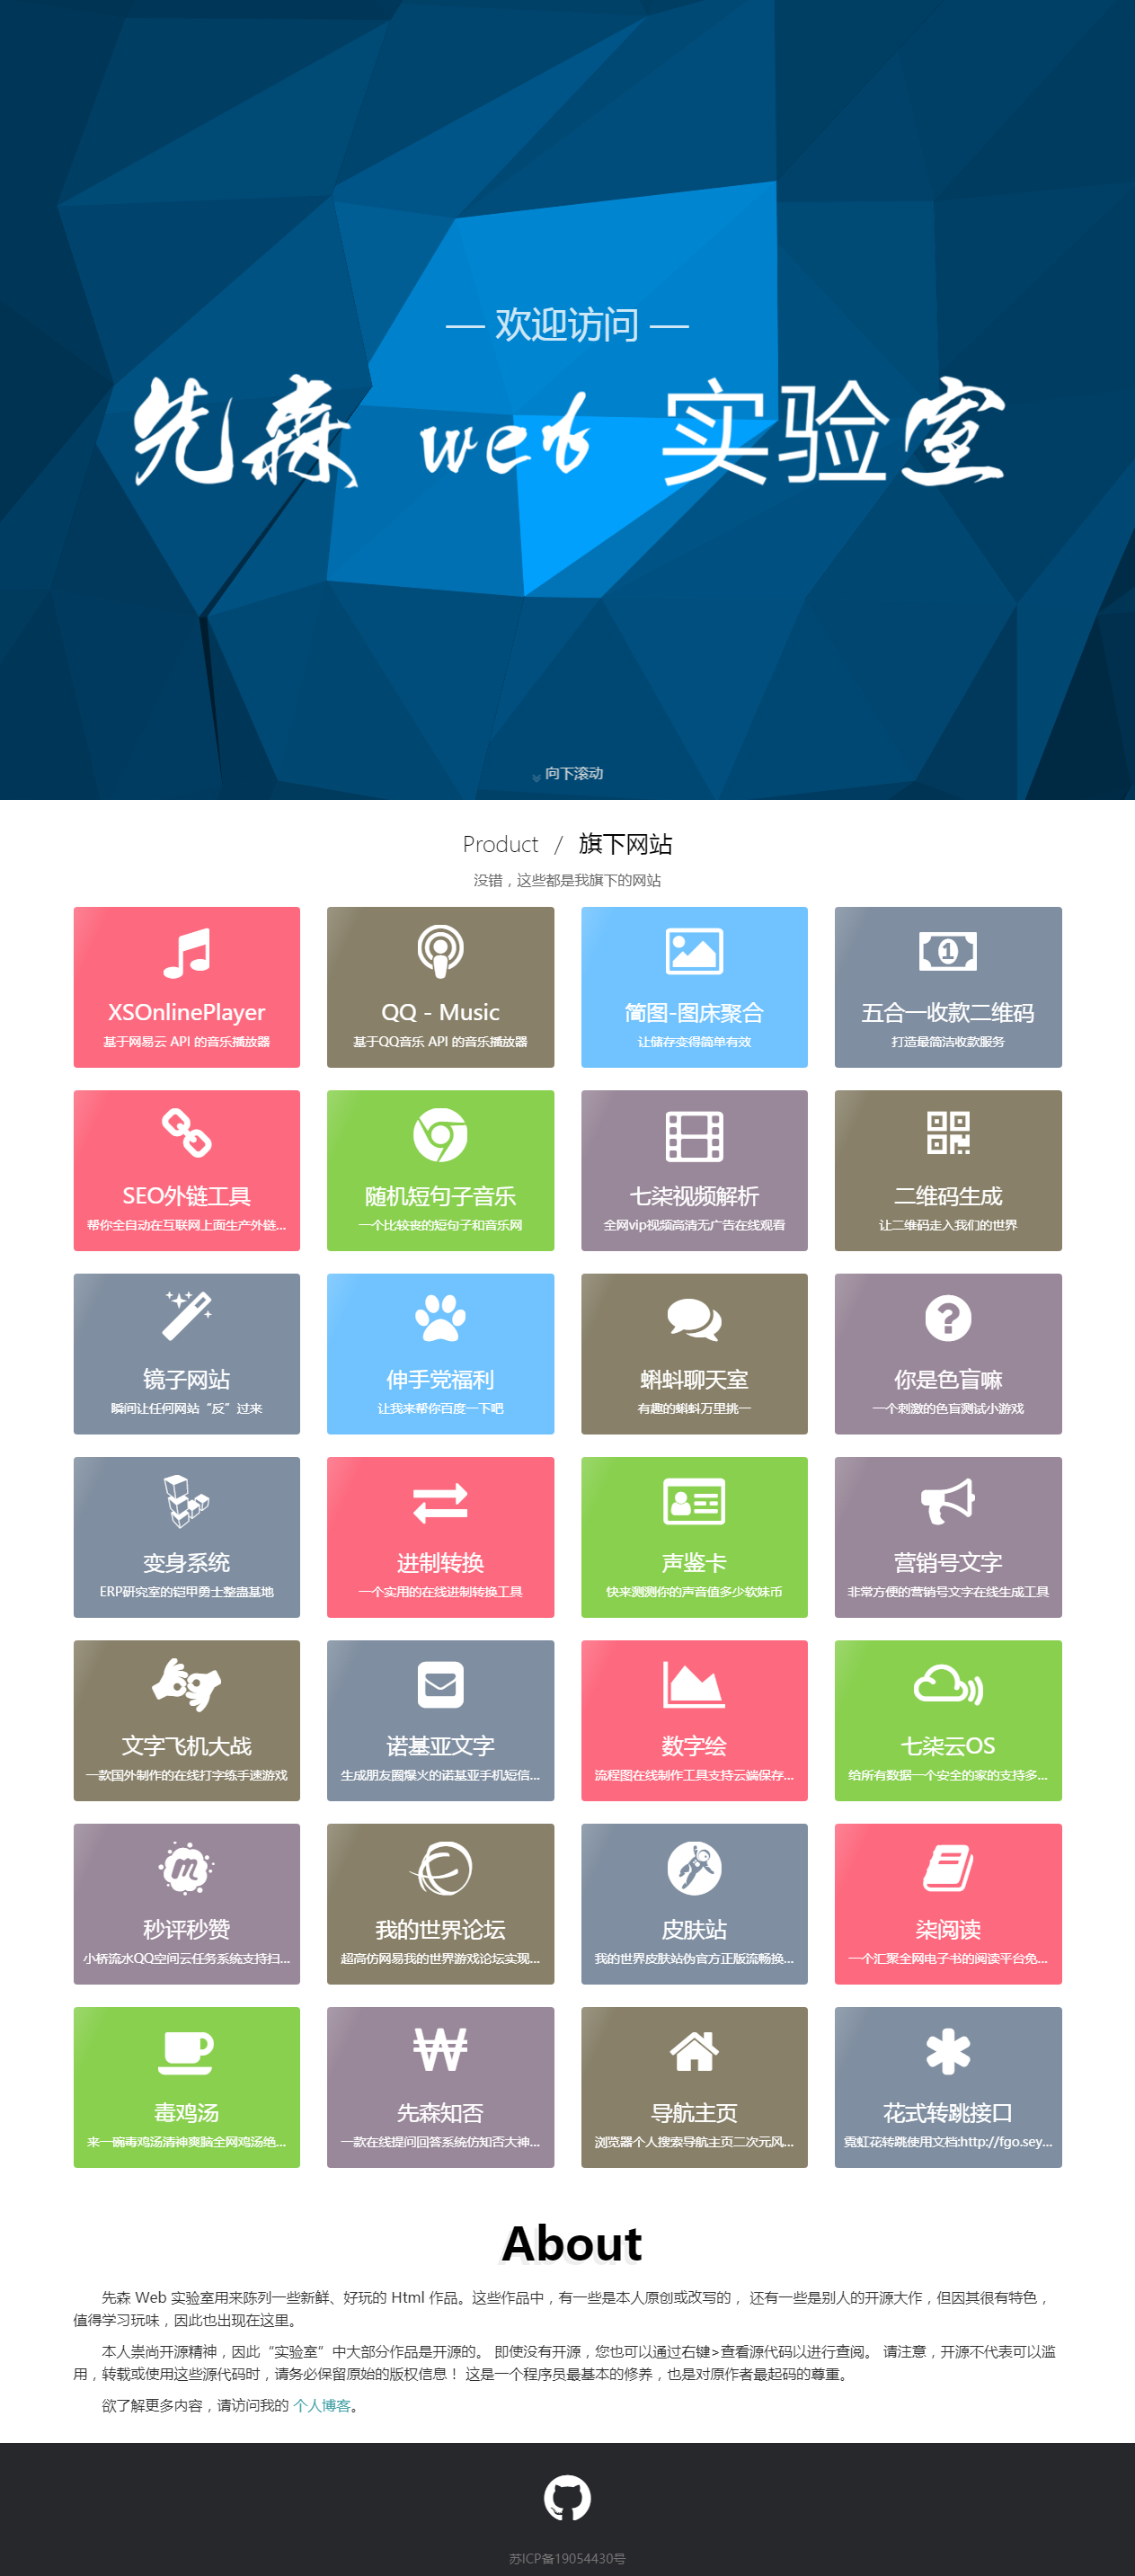 — 欢迎访问 —
先森 web 实验室
向下滚动
Product / 旗下网站
没错，这些都是我旗下的网站
XSOnlinePlayer
基于网易云 API 的音乐播放器
QQ - Music
基于QQ音乐 API 的音乐播放器
简图-图床聚合
让储存变得简单有效
五合一收款二维码
打造最简洁收款服务
SEO外链工具
帮你全自动在互联网上面生产外链...
随机短句子音乐
一个比较丧的短句子和音乐网
七柒视频解析
全网vip视频高清无广告在线观看
二维码生成
让二维码走入我们的世界
镜子网站
瞬间让任何网站“反”过来
伸手党福利
让我来帮你百度一下吧
蝌蚪聊天室
有趣的蝌蚪万里挑一
你是色盲嘛
一个刺激的色盲测试小游戏
变身系统
ERP研究室的铠甲勇士整蛊基地
进制转换
一个实用的在线进制转换工具
声鉴卡
快来测测你的声音值多少软妹币
营销号文字
非常方便的营销号文字在线生成工具
文字飞机大战
一款国外制作的在线打字练手速游戏
诺基亚文字
生成朋友圈爆火的诺基亚手机短信...
数字绘
流程图在线制作工具支持云端保存...
七柒云OS
给所有数据一个安全的家的支持多...
秒评秒赞
小桥流水QQ空间云任务系统支持扫...
我的世界论坛
超高仿网易我的世界游戏论坛实现...
皮肤站
我的世界皮肤站伪官方正版流畅换...
柒阅读
一个汇聚全网电子书的阅读平台免...
毒鸡汤
来一碗毒鸡汤清神爽脑全网鸡汤绝...
先森知否
一款在线提问回答系统仿知否大神...
导航主页
浏览器个人搜索导航主页二次元风...
花式转跳接口
霓虹花转跳使用文档:http://fgo.sey...
About
先森 Web 实验室用来陈列一些新鲜、好玩的 Html 作品。这些作品中，有一些是本人原创或改写的， 还有一些是别人的开源大作，但因其很有特色，
值得学习玩味，因此也出现在这里。
本人崇尚开源精神，因此“实验室”中大部分作品是开源的。 即使没有开源，您也可以通过右键>查看源代码以进行查阅。 请注意，开源不代表可以滥
用，转载或使用这些源代码时，请务必保留原始的版权信息！ 这是一个程序员最基本的修养，也是对原作者最起码的尊重。
欲了解更多内容，请访问我的 个人博客。
苏ICP备19054430号